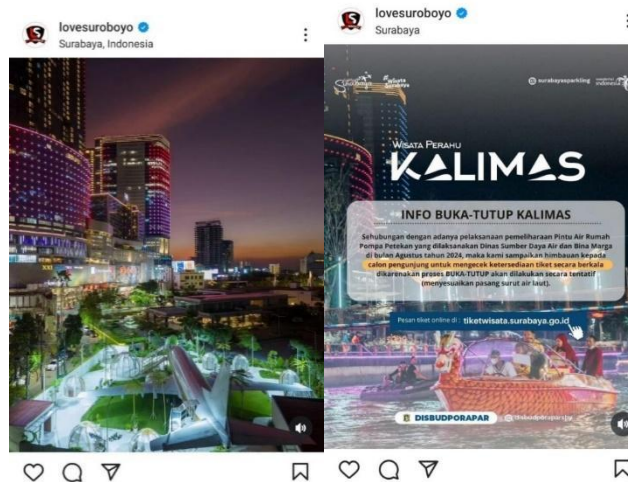 lovesuroboyo
Surabaya, Indonesia
lovesuroboyo
Surabaya
surabayasparkling
WISATA PERAHU
KALIMAS
INFO BUKA-TUTUP KALIMAS
Sehubungan dengan adanya pelaksanaan pemeliharaan Pintu Air Rumah
Pompa Petekan yang dilaksanakan Dinas Sumber Daya Air dan Bina Marga
di bulan Agustus tahun 2024, maka kami sampaikan himbauan kepada
calon pengunjung untuk mengecek ketersediaan tiket secara berkala
dikarenakan proses BUKA-TUTUP akan dilakukan secara tentatif
(menyesuaikan pasang surut air laut).
Pesan tiket online di : tiketwisata.surabaya.go.id
DISBUDPORAPAR